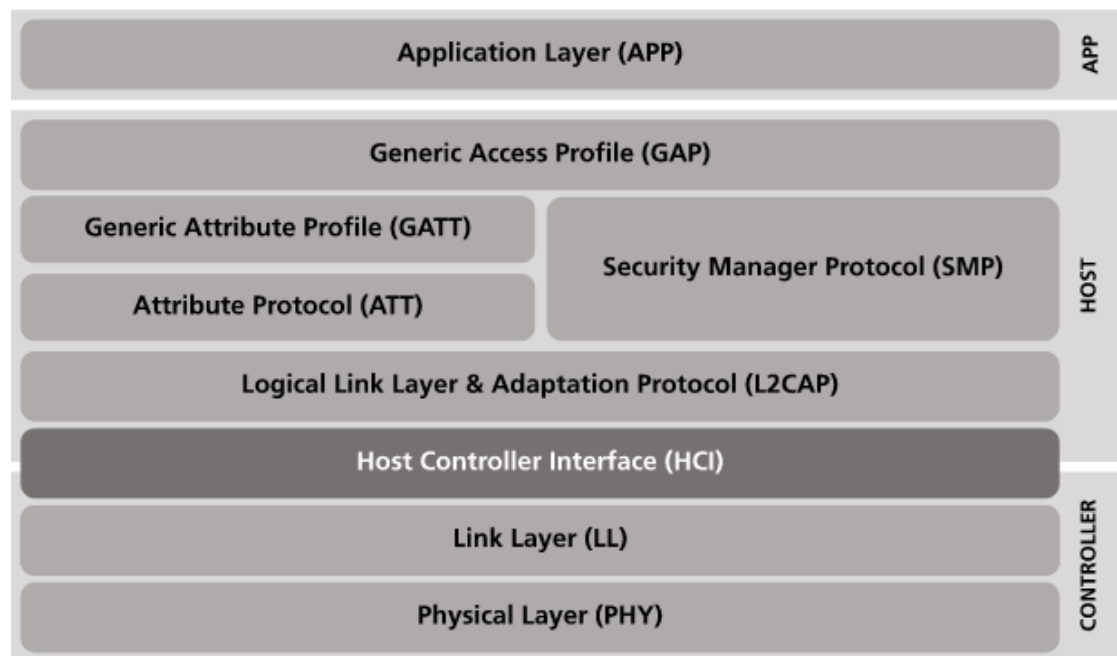 Application Layer (APP)
APP
Generic Access Profile (GAP)
Generic Attribute Profile (GATT)
Attribute Protocol (ATT)
Security Manager Protocol (SMP)
Logical Link Layer & Adaptation Protocol (L2CAP)
HOST
Host Controller Interface (HCI)
Link Layer (LL)
Physical Layer (PHY)
CONTROLLER